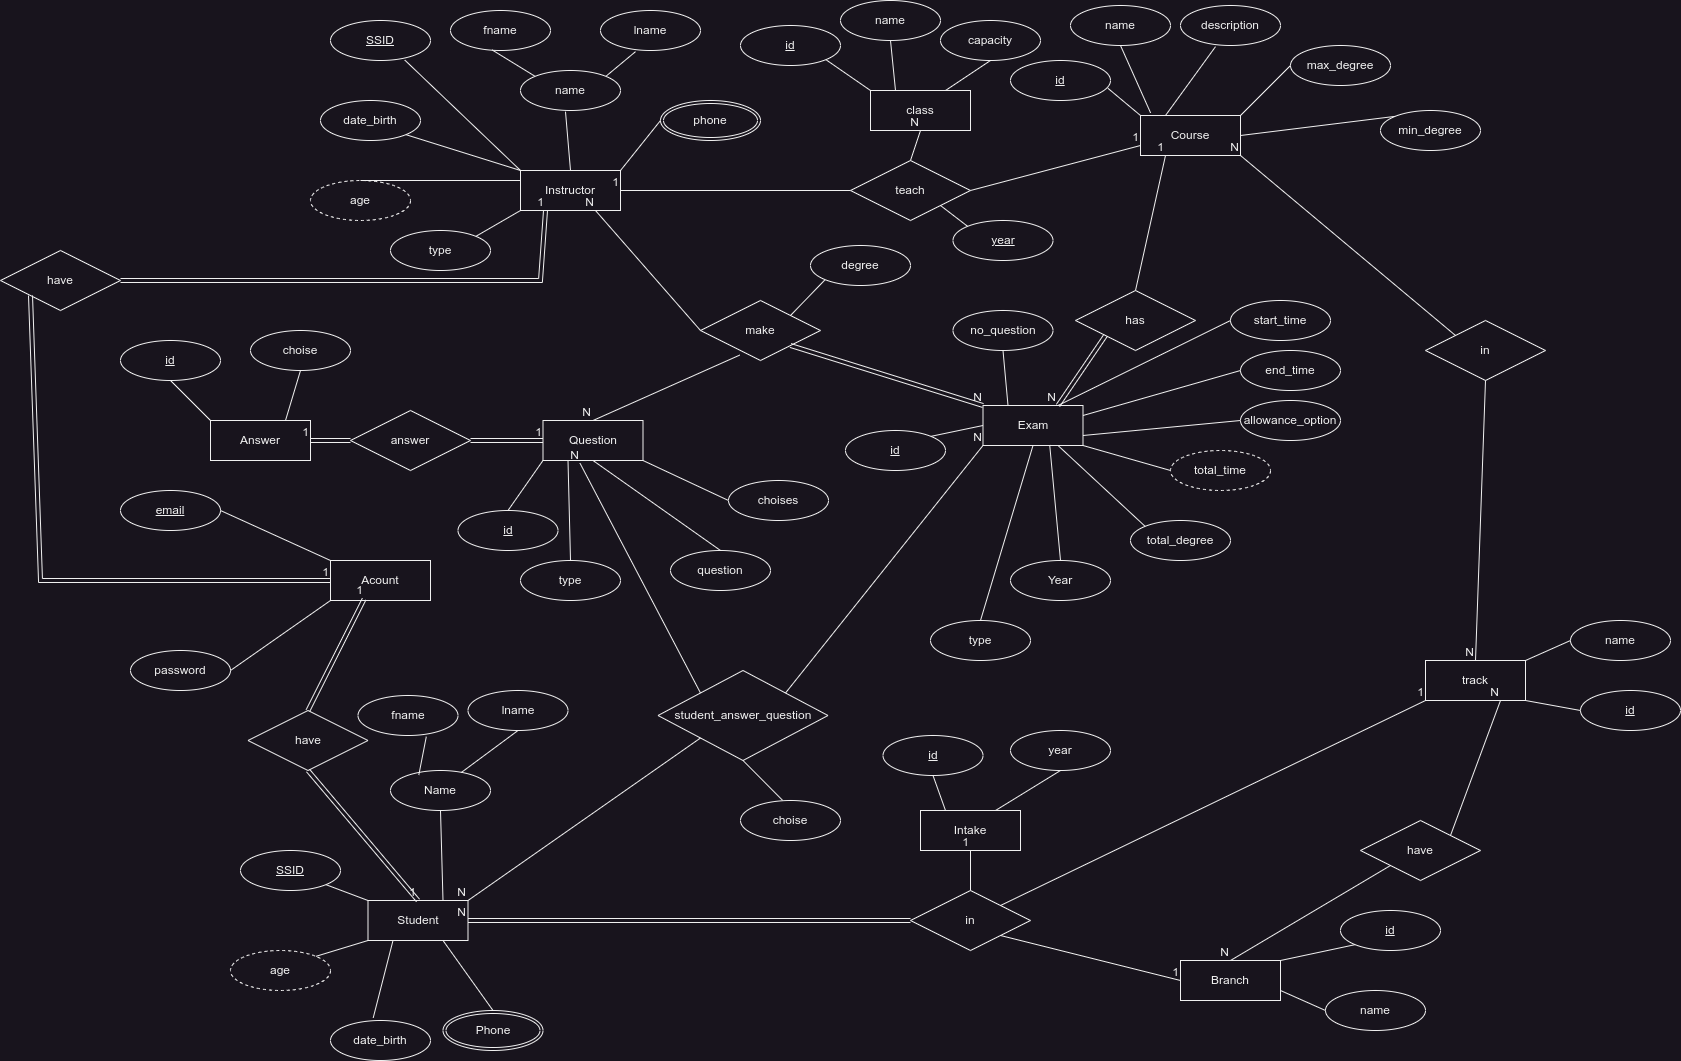 SSID
fname
lname
name
date_birth
phone
age
Instructor
1
1
N
type
id
name
capacity
class
N
teach
year
name
description
id
max_degree
min_degree
Course
1
1
N
have
degree
make
no_question
has
start_time
end_time
allowance_option
total_time
in
id
choise
Answer
1
answer
1
N
Question
N
id
type
question
choises
N
N
N
Exam
id
total_degree
Year
type
email
1
Acount
1
password
have
fname
lname
Name
student_answer_question
choise
SSID
1
N
N
Student
age
date_birth
Phone
id
year
Intake
1
in
N
track
1
N
name
id
have
N
1
Branch
id
name